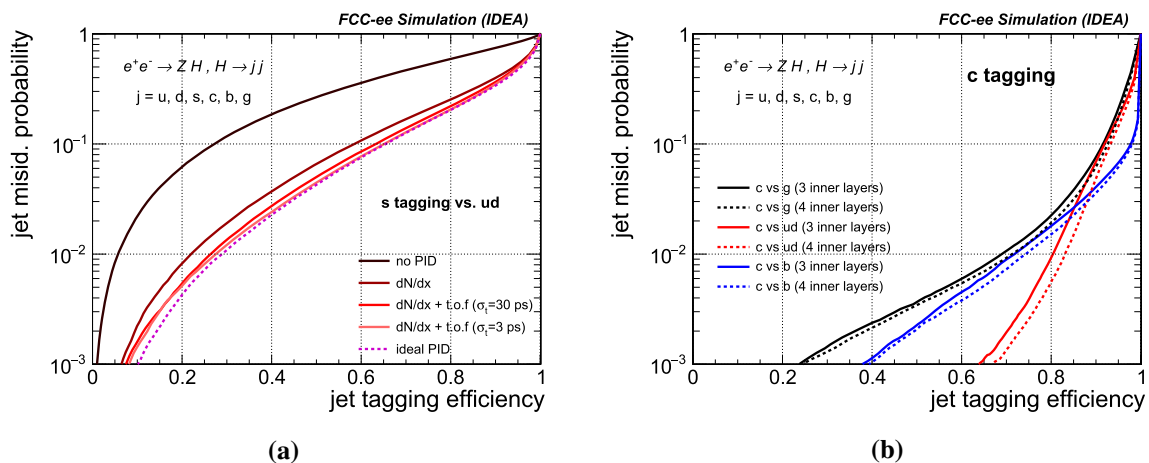 FCC-ee Simulation (IDEA)
jet misid. probability
1
10⁻¹
10⁻²
10⁻³
e⁺e⁻ → Z H , H → j j
j = u, d, s, c, b, g
s tagging vs. ud
no PID
dN/dx
dN/dx + t.o.f (σₜ=30 ps)
dN/dx + t.o.f (σₜ=3 ps)
ideal PID
0 0.2 0.4 0.6 0.8 1
jet tagging efficiency
(a)
FCC-ee Simulation (IDEA)
jet misid. probability
1
10⁻¹
10⁻²
10⁻³
e⁺e⁻ → Z H , H → j j
j = u, d, s, c, b, g
c tagging
c vs g (3 inner layers)
c vs g (4 inner layers)
c vs ud (3 inner layers)
c vs ud (4 inner layers)
c vs b (3 inner layers)
c vs b (4 inner layers)
0 0.2 0.4 0.6 0.8 1
jet tagging efficiency
(b)